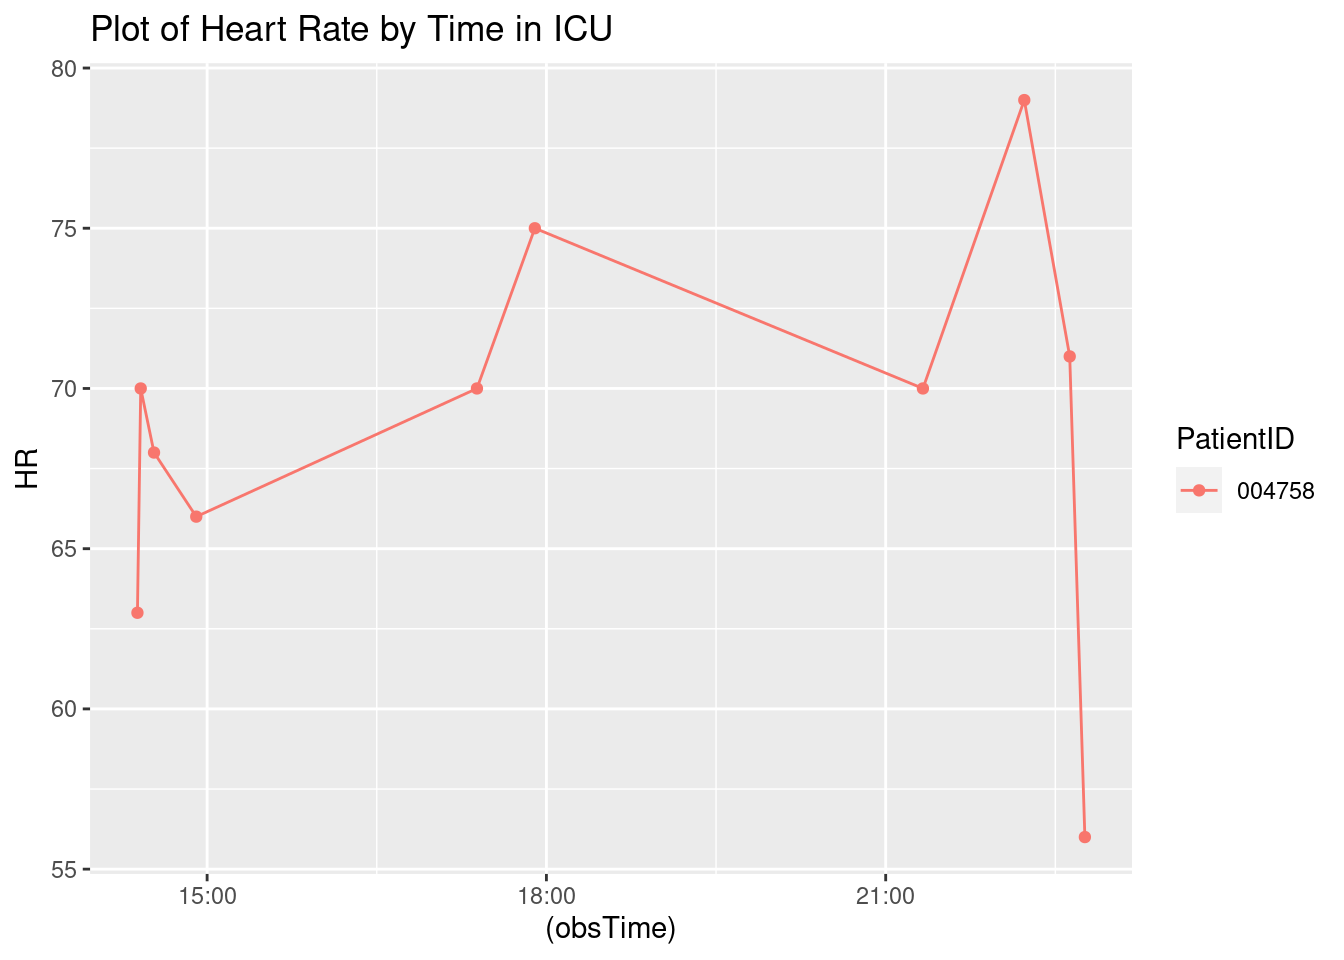 Plot of Heart Rate by Time in ICU
80
75
70
65
60
55
HR
15:00
18:00
21:00
(obsTime)
PatientID
004758